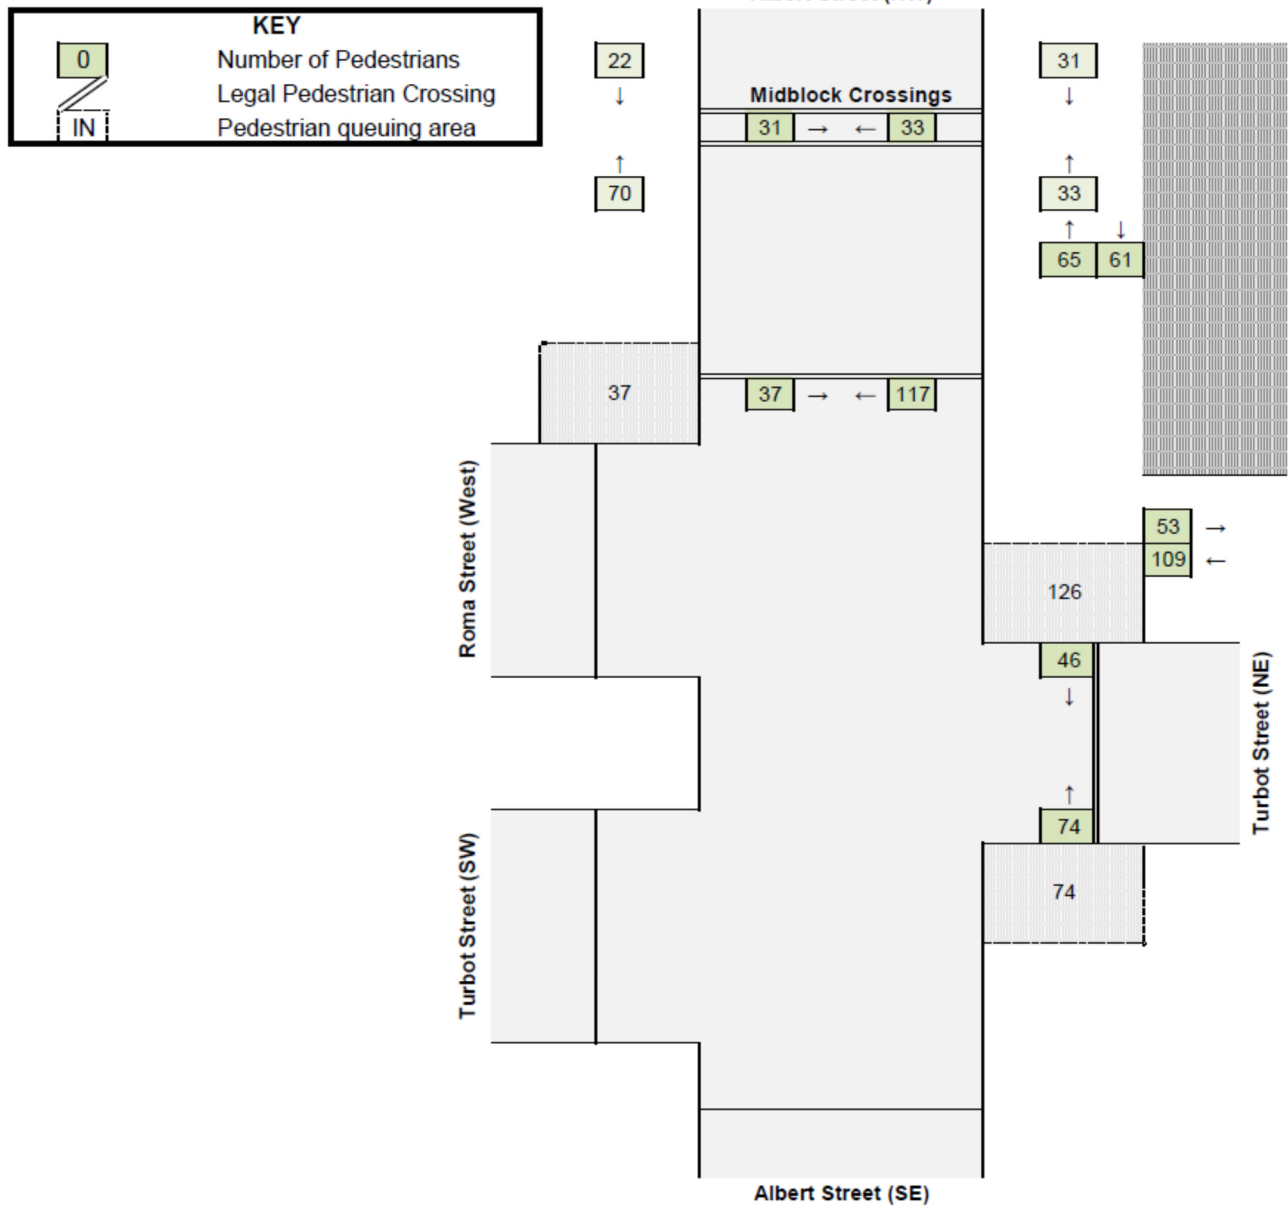 KEY
0 Number of Pedestrians
Legal Pedestrian Crossing
IN Pedestrian queuing area
22
↓
↑
70
Midblock Crossings
31 → ← 33
31
↓
↑
33
↑ ↓
65 61
37
37 → ← 117
Roma Street (West)
53 →
109 ←
126
46
↓
↑
74
74
Turbot Street (NE)
Turbot Street (SW)
Albert Street (SE)